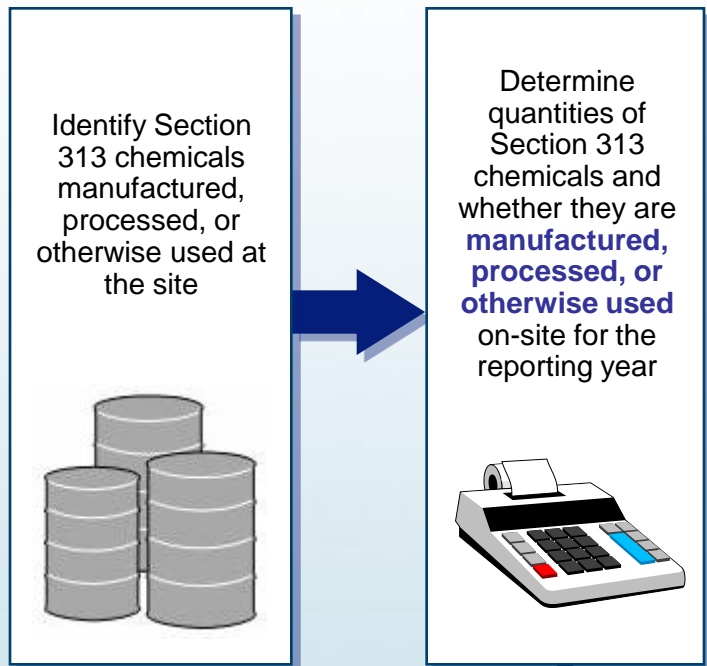 Identify Section
313 chemicals
manufactured,
processed, or
otherwise used at
the site
Determine
quantities of
Section 313
chemicals and
whether they are
manufactured,
processed, or
otherwise used
on-site for the
reporting year